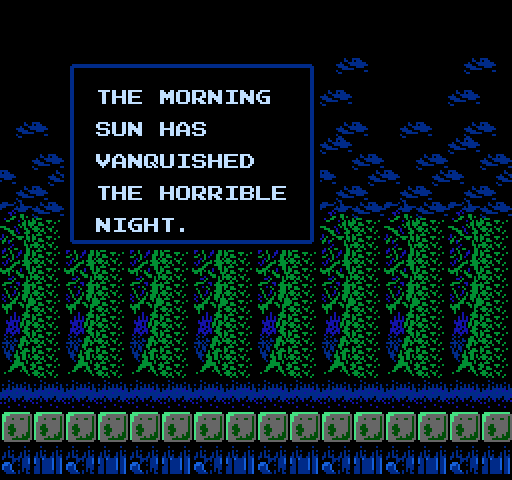 THE MORNING
SUN HAS
VANQUISHED
THE HORRIBLE
NIGHT.